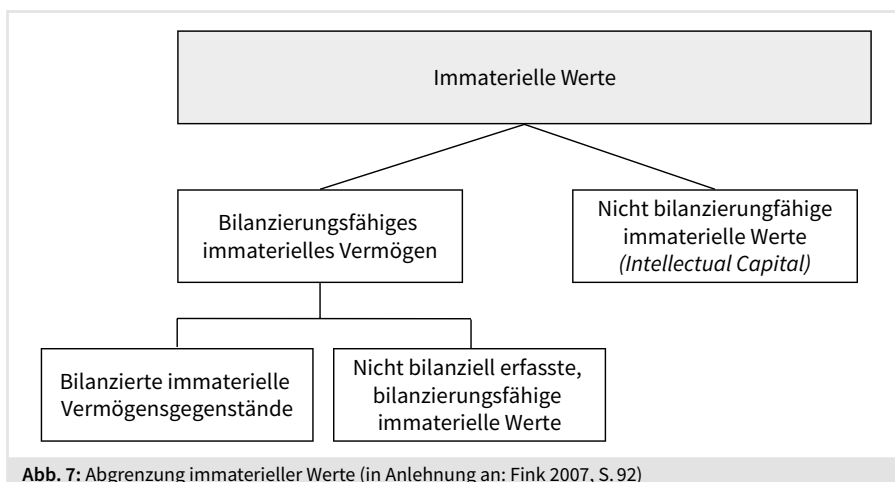 Immaterielle Werte
Bilanzierungsfähiges
immaterielles Vermögen
Nicht bilanzierungfähige
immaterielle Werte
(Intellectual Capital)
Bilanzierte immaterielle
Vermögensgegenstände
Nicht bilanziell erfasste,
bilanzierungsfähige
immaterielle Werte
Abb. 7: Abgrenzung immaterieller Werte (in Anlehnung an: Fink 2007, S. 92)